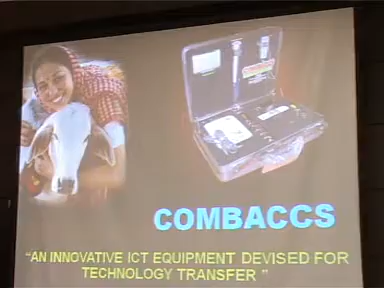 COMBACCS
“AN INNOVATIVE ICT EQUIPMENT DEVISED FOR
TECHNOLOGY TRANSFER ”